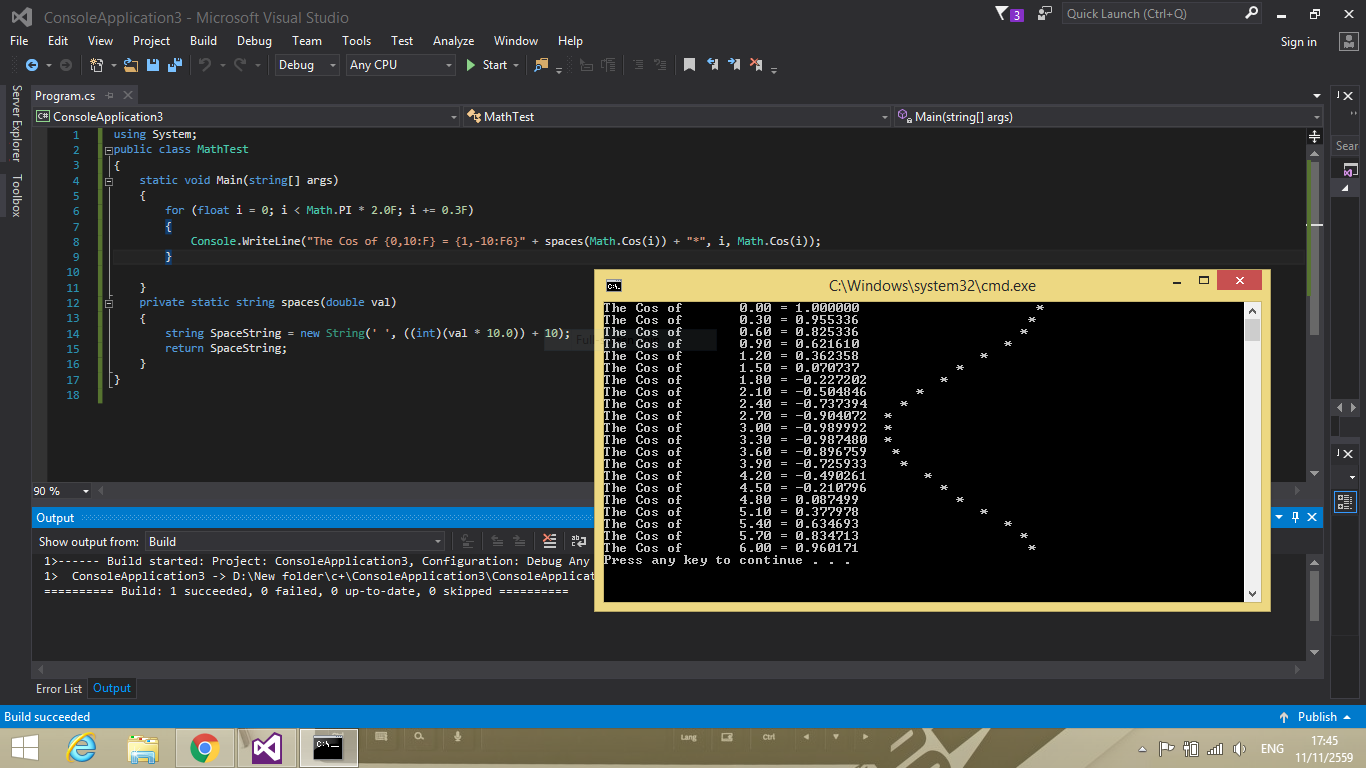 ConsoleApplication3 - Microsoft Visual Studio
3
Quick Launch (Ctrl+Q)
File Edit View Project Build Debug Team Tools Test Analyze Window Help
Sign in
Debug Any CPU Start
Server Explorer
Toolbox
Program.cs
ConsoleApplication3 MathTest Main(string[] args)
Sear
1 using System;
2 public class MathTest
3 {
4 static void Main(string[] args)
5 {
6 for (float i = 0; i < Math.PI * 2.0F; i += 0.3F)
7 {
8 Console.WriteLine("The Cos of {0,10:F} = {1,-10:F6}" + spaces(Math.Cos(i)) + "*", i, Math.Cos(i));
9 }
10
11 }
12 private static string spaces(double val)
13 {
14 string SpaceString = new String(' ', ((int)(val * 10.0)) + 10);
15 return SpaceString;
16 }
17 }
18
90 %
C:\Windows\system32\cmd.exe
The Cos of 0.00 = 1.000000 *
The Cos of 0.30 = 0.955336 *
The Cos of 0.60 = 0.825336 *
The Cos of 0.90 = 0.621610 *
The Cos of 1.20 = 0.362358 *
The Cos of 1.50 = 0.070737 *
The Cos of 1.80 = -0.227202 *
The Cos of 2.10 = -0.504846 *
The Cos of 2.40 = -0.737394 *
The Cos of 2.70 = -0.904072 *
The Cos of 3.00 = -0.989992 *
The Cos of 3.30 = -0.987480 *
The Cos of 3.60 = -0.896759 *
The Cos of 3.90 = -0.725933 *
The Cos of 4.20 = -0.490261 *
The Cos of 4.50 = -0.210796 *
The Cos of 4.80 = 0.087499 *
The Cos of 5.10 = 0.377978 *
The Cos of 5.40 = 0.634693 *
The Cos of 5.70 = 0.834713 *
The Cos of 6.00 = 0.960171 *
Press any key to continue . . .
Output
Show output from: Build
1>------ Build started: Project: ConsoleApplication3, Configuration: Debug Any
1> ConsoleApplication3 -> D:\New folder\c+\ConsoleApplication3\ConsoleApplicat
========== Build: 1 succeeded, 0 failed, 0 up-to-date, 0 skipped ==========
Error List Output
Build succeeded
Publish
Lang
Ctrl
ENG
17:45
11/11/2559